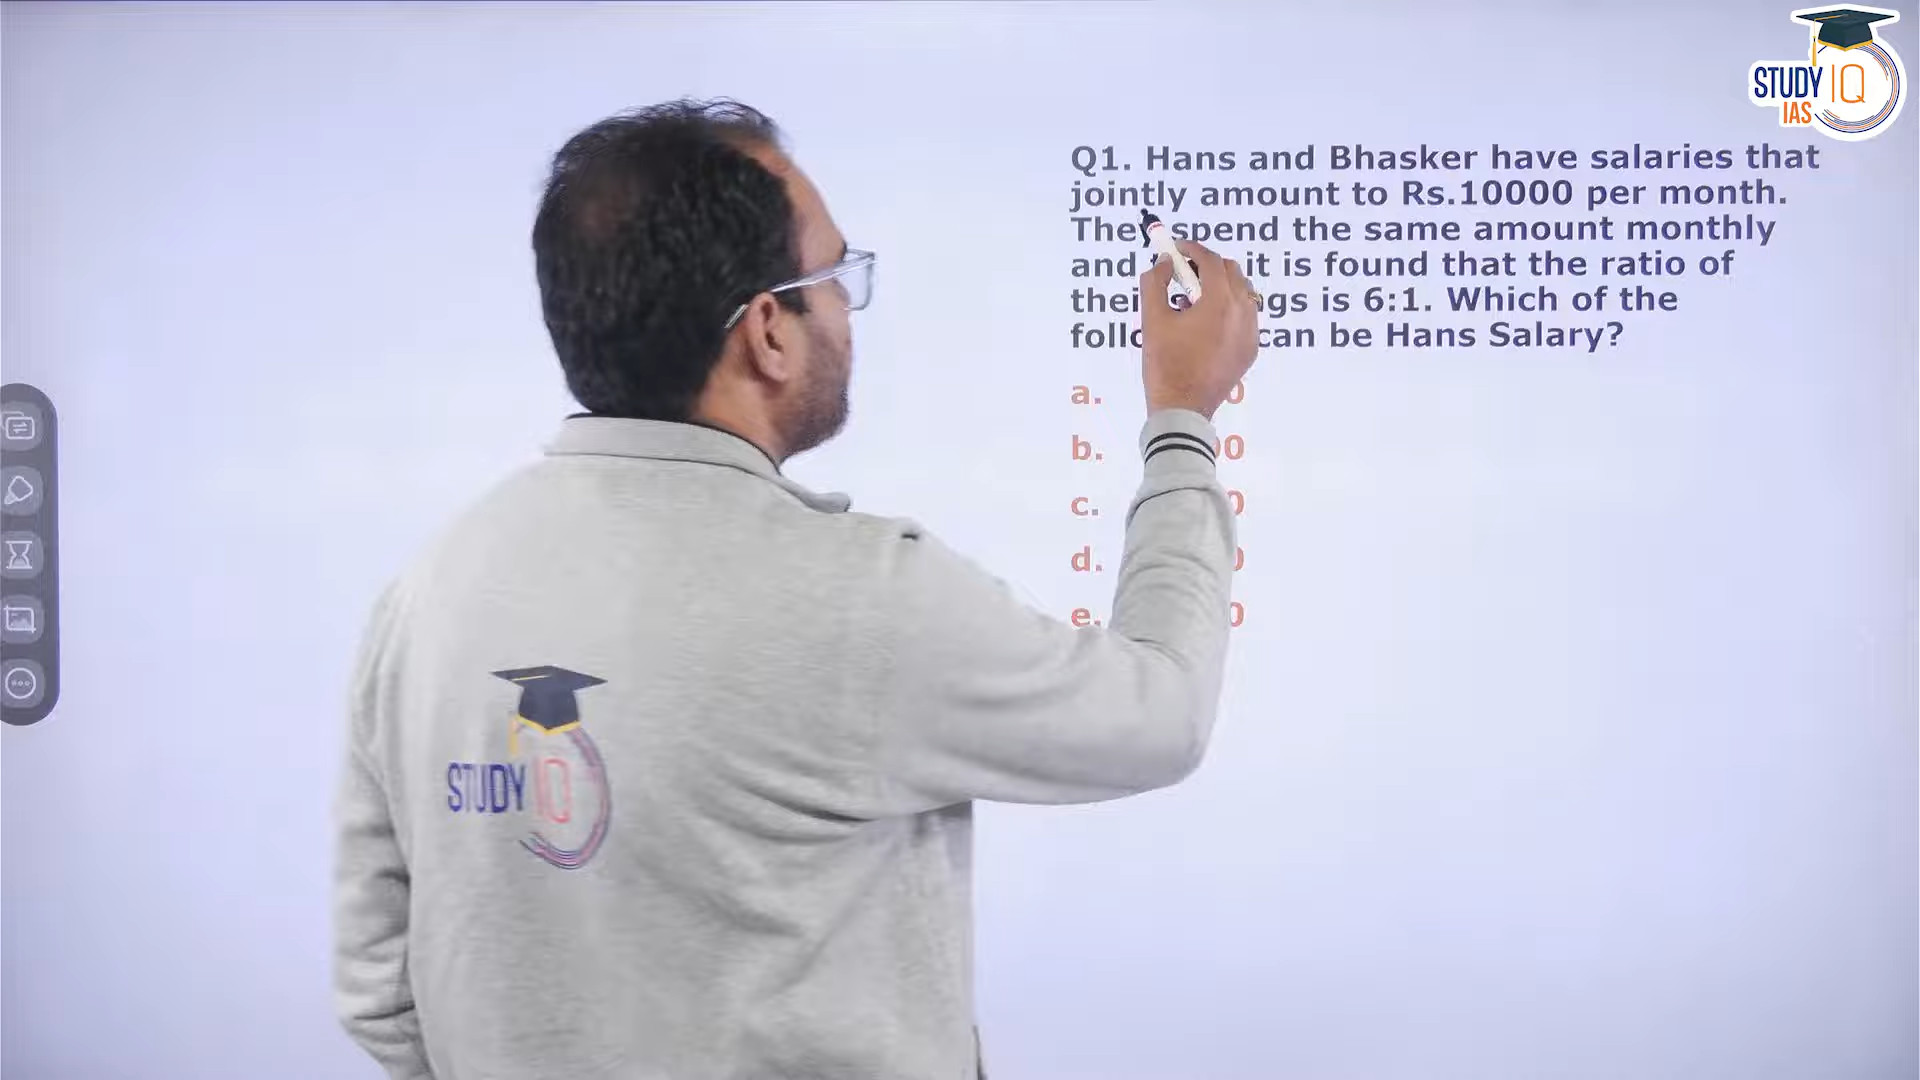 STUDY IQ
IAS
Q1. Hans and Bhasker have salaries that
jointly amount to Rs.10000 per month.
They spend the same amount monthly
and it is found that the ratio of
is 6:1. Which of the
can be Hans Salary?
a.
b.
c.
d.
e.
STUDY IQ